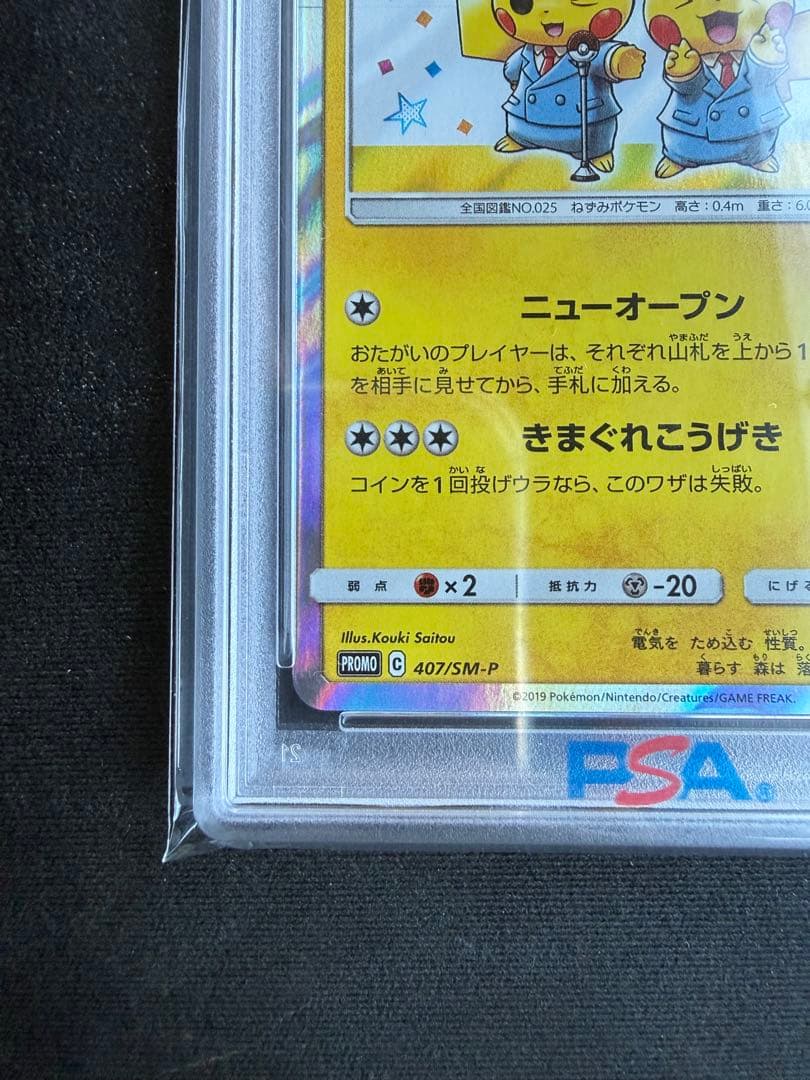 全国図鑑NO.025 ねずみポケモン 高さ：0.4m 重さ：6.0
ニューオープン
おたがいのプレイヤーは、それぞれ山札を上から1
を相手に見せてから、手札に加える。
きまぐれこうげき
コインを1回投げウラなら、このワザは失敗。
弱点 ×2 抵抗力 -20 にげる
Illus.Kouki Saitou
電気を ため込む 性質。
PROMO C 407/SM-P
暮らす 森は 落
©2019 Pokémon/Nintendo/Creatures/GAME FREAK.
21
PSA®